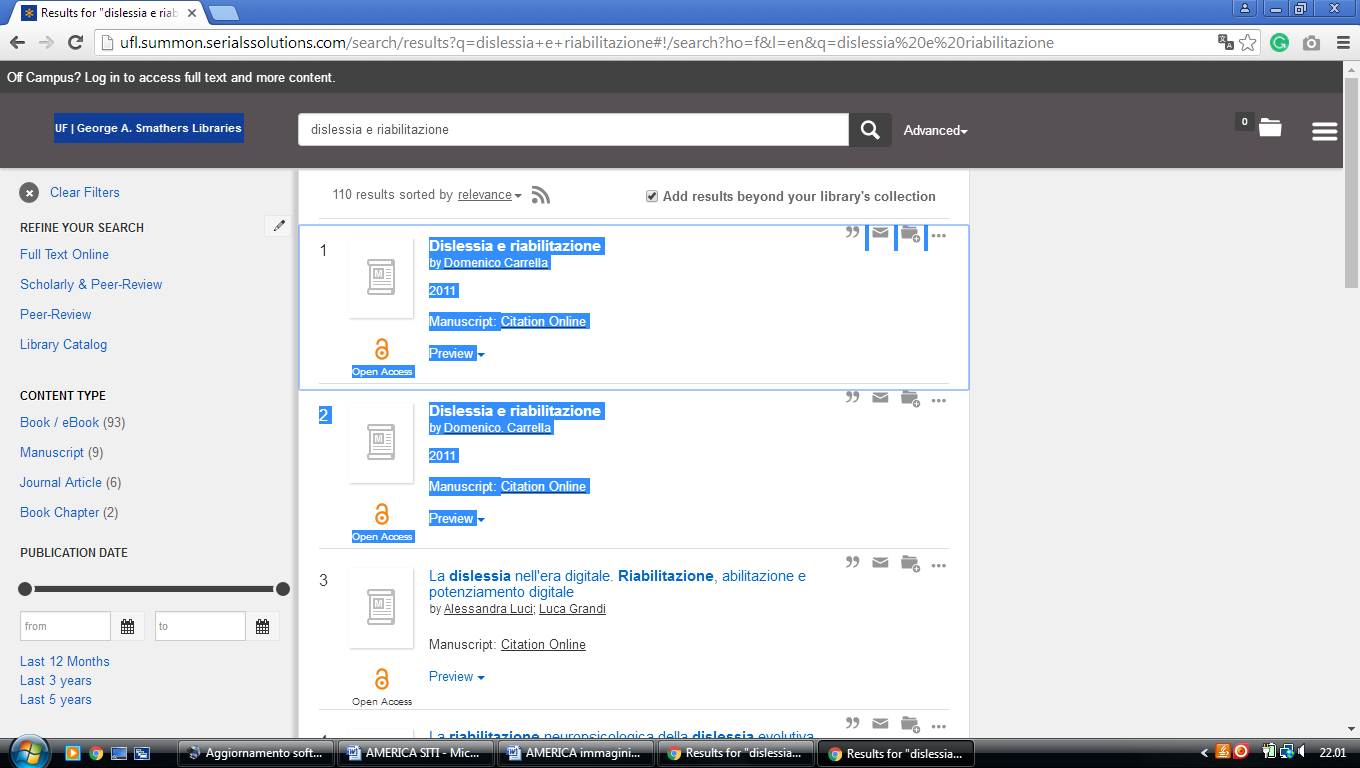 Results for "dislessia e riab
ufl.summon.serialssolutions.com/search/results?q=dislessia+e+riabilitazione#!/search?ho=f&l=en&q=dislessia%20e%20riabilitazione
Off Campus? Log in to access full text and more content.
UF | George A. Smathers Libraries
dislessia e riabilitazione
Advanced
0
Clear Filters
REFINE YOUR SEARCH
Full Text Online
Scholarly & Peer-Review
Peer-Review
Library Catalog
CONTENT TYPE
Book / eBook (93)
Manuscript (9)
Journal Article (6)
Book Chapter (2)
PUBLICATION DATE
from
to
Last 12 Months
Last 3 years
Last 5 years
110 results sorted by relevance
Add results beyond your library's collection
1
Dislessia e riabilitazione
by Domenico Carrella
2011
Manuscript: Citation Online
Preview
Open Access
2
Dislessia e riabilitazione
by Domenico. Carrella
2011
Manuscript: Citation Online
Preview
Open Access
3
La dislessia nell'era digitale. Riabilitazione, abilitazione e
potenziamento digitale
by Alessandra Luci; Luca Grandi
Manuscript: Citation Online
Preview
Open Access
La riabilitazione neuropsicologica della dislessia evolutiva
Aggiornamento soft...
AMERICA SITI - Mic...
AMERICA immagini...
Results for "dislessia...
Results for "dislessia...
22.01